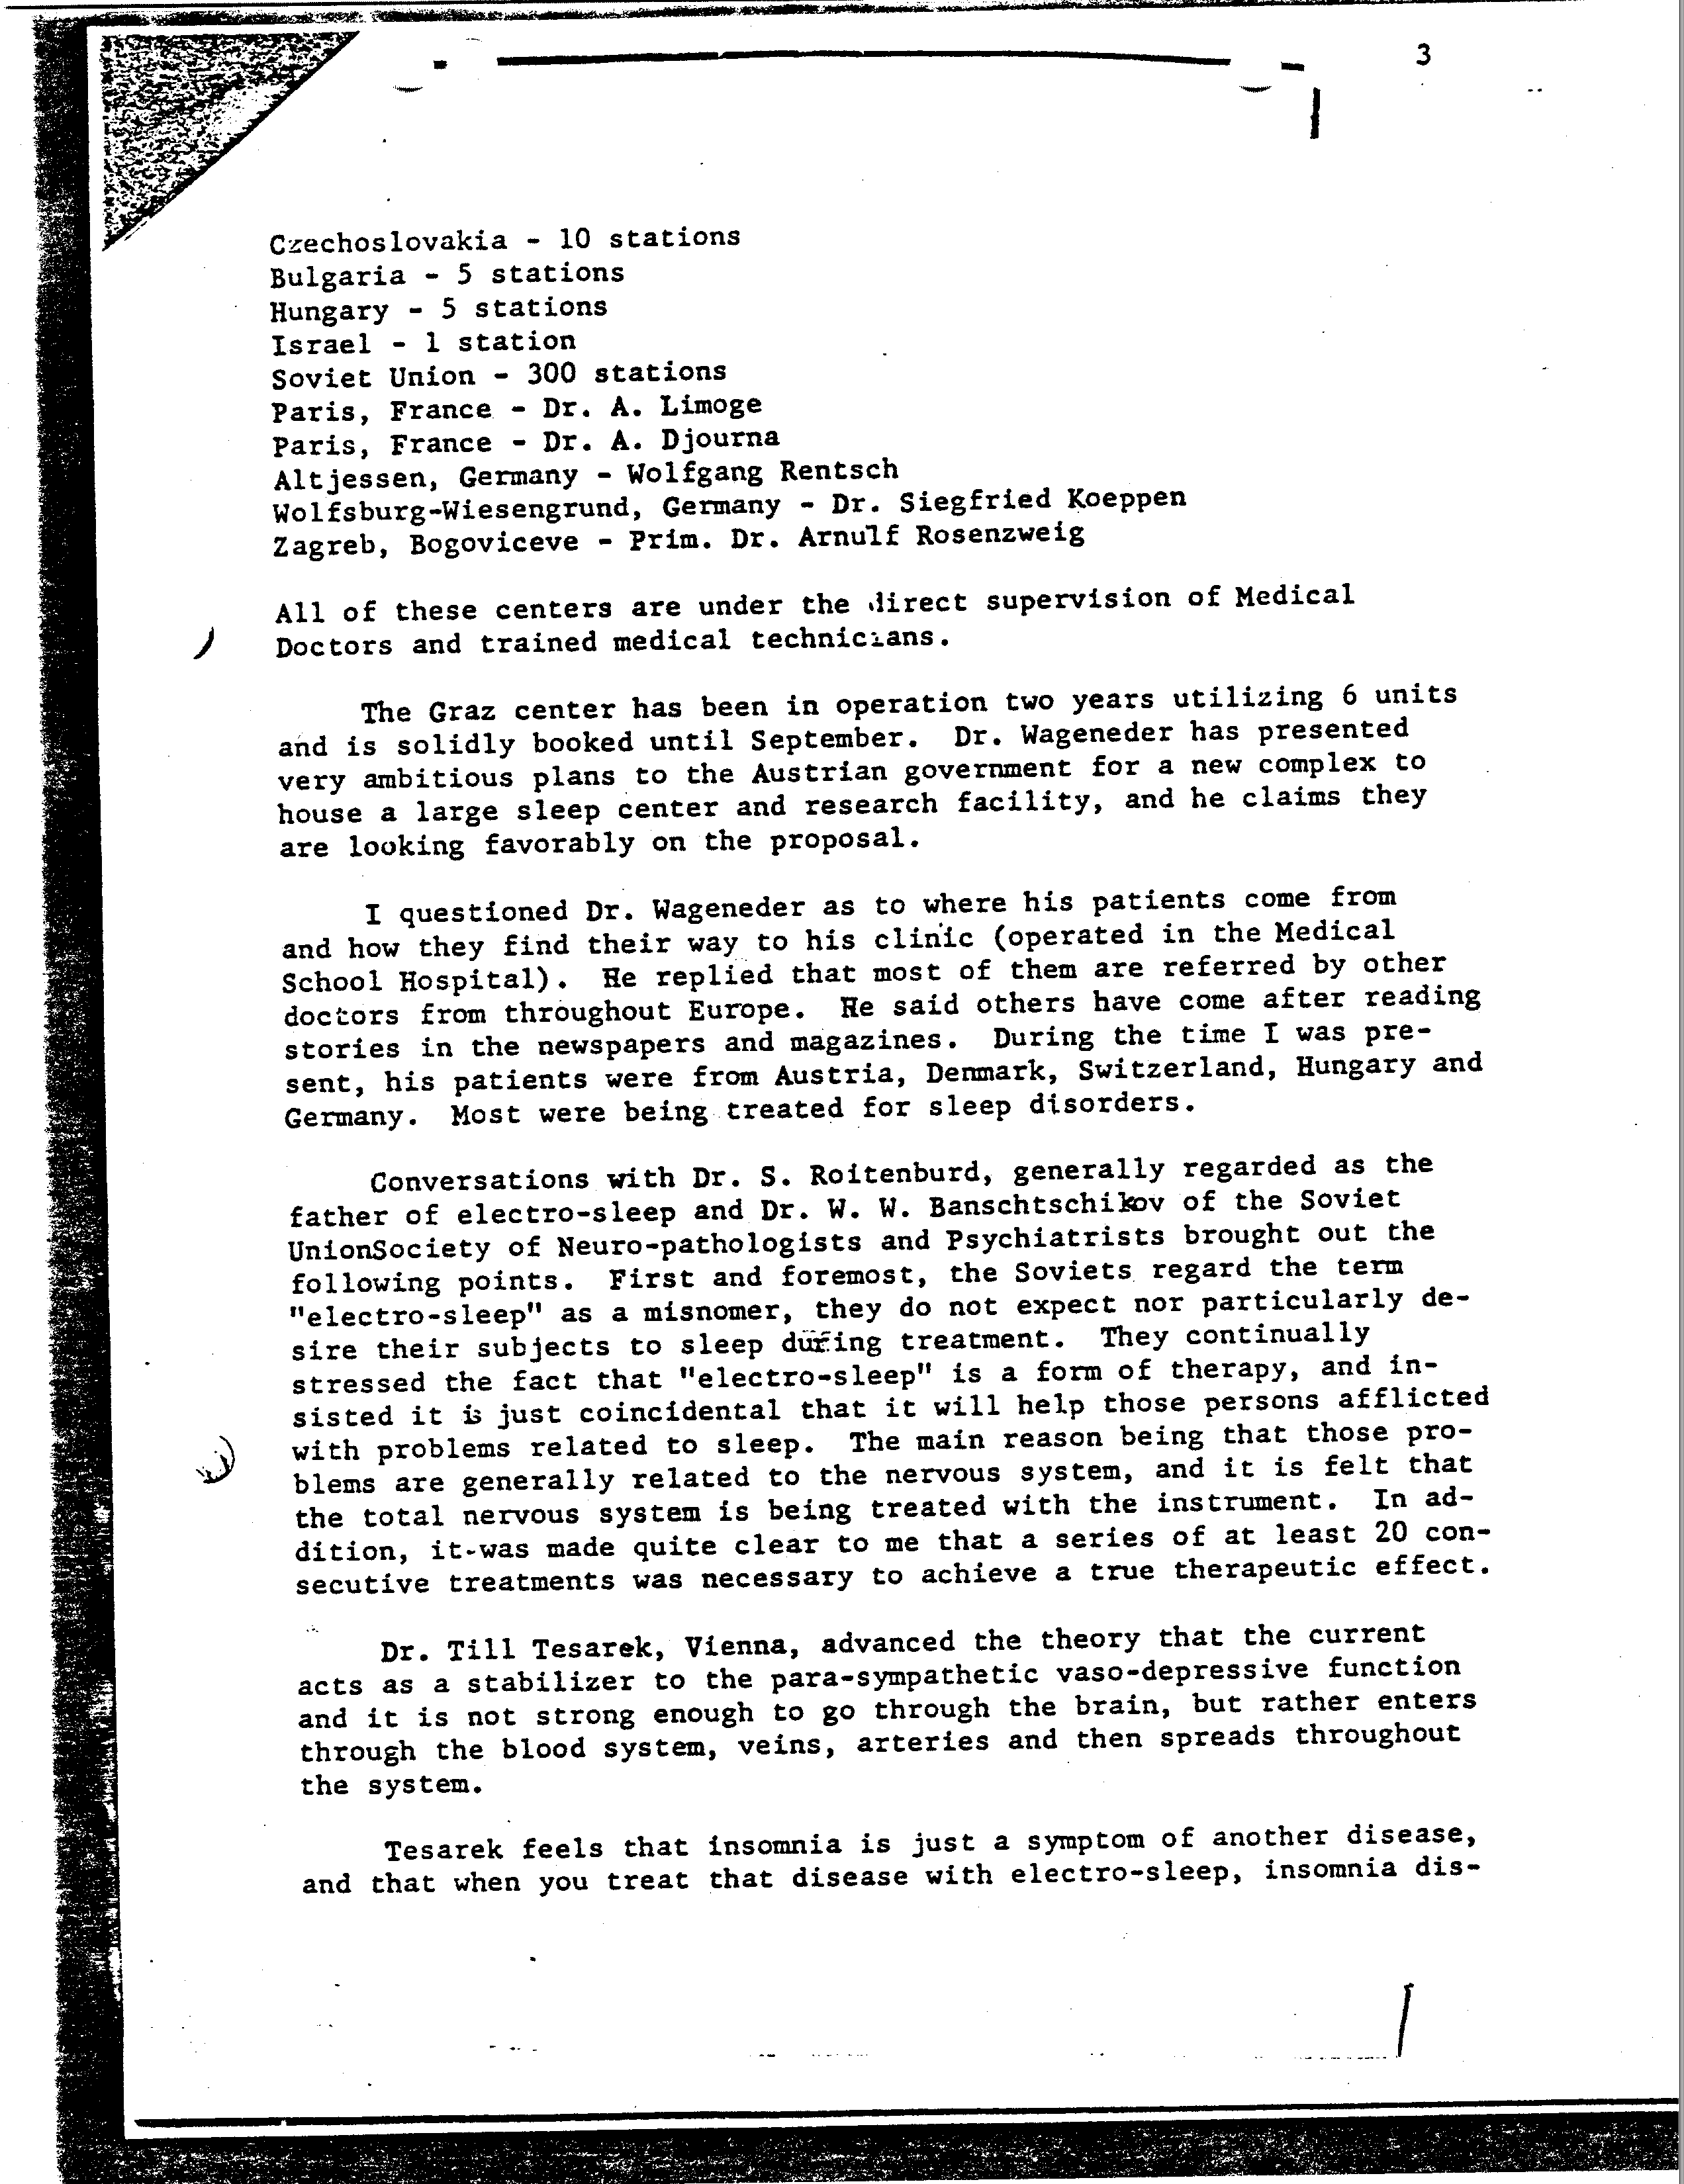 3
Czechoslovakia - 10 stations
Bulgaria - 5 stations
Hungary - 5 stations
Israel - 1 station
Soviet Union - 300 stations
Paris, France - Dr. A. Limoge
Paris, France - Dr. A. Djourna
Altjessen, Germany - Wolfgang Rentsch
Wolfsburg-Wiesengrund, Germany - Dr. Siegfried Koeppen
Zagreb, Bogoviceve - Prim. Dr. Arnulf Rosenzweig
All of these centers are under the direct supervision of Medical
Doctors and trained medical technicians.
The Graz center has been in operation two years utilizing 6 units
and is solidly booked until September. Dr. Wageneder has presented
very ambitious plans to the Austrian government for a new complex to
house a large sleep center and research facility, and he claims they
are looking favorably on the proposal.
I questioned Dr. Wageneder as to where his patients come from
and how they find their way to his clinic (operated in the Medical
School Hospital). He replied that most of them are referred by other
doctors from throughout Europe. He said others have come after reading
stories in the newspapers and magazines. During the time I was pre-
sent, his patients were from Austria, Denmark, Switzerland, Hungary and
Germany. Most were being treated for sleep disorders.
Conversations with Dr. S. Roitenburd, generally regarded as the
father of electro-sleep and Dr. W. W. Banschtschikov of the Soviet
UnionSociety of Neuro-pathologists and Psychiatrists brought out the
following points. First and foremost, the Soviets regard the term
"electro-sleep" as a misnomer, they do not expect nor particularly de-
sire their subjects to sleep during treatment. They continually
stressed the fact that "electro-sleep" is a form of therapy, and in-
sisted it is just coincidental that it will help those persons afflicted
with problems related to sleep. The main reason being that those pro-
blems are generally related to the nervous system, and it is felt that
the total nervous system is being treated with the instrument. In ad-
dition, it was made quite clear to me that a series of at least 20 con-
secutive treatments was necessary to achieve a true therapeutic effect.
Dr. Till Tesarek, Vienna, advanced the theory that the current
acts as a stabilizer to the para-sympathetic vaso-depressive function
and it is not strong enough to go through the brain, but rather enters
through the blood system, veins, arteries and then spreads throughout
the system.
Tesarek feels that insomnia is just a symptom of another disease,
and that when you treat that disease with electro-sleep, insomnia dis-